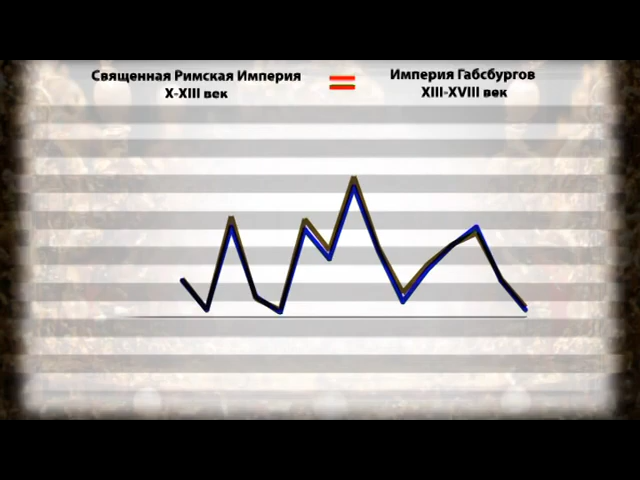 Священная Римская Империя
X-XIII век
=
Империя Габсбургов
XIII-XVIII век